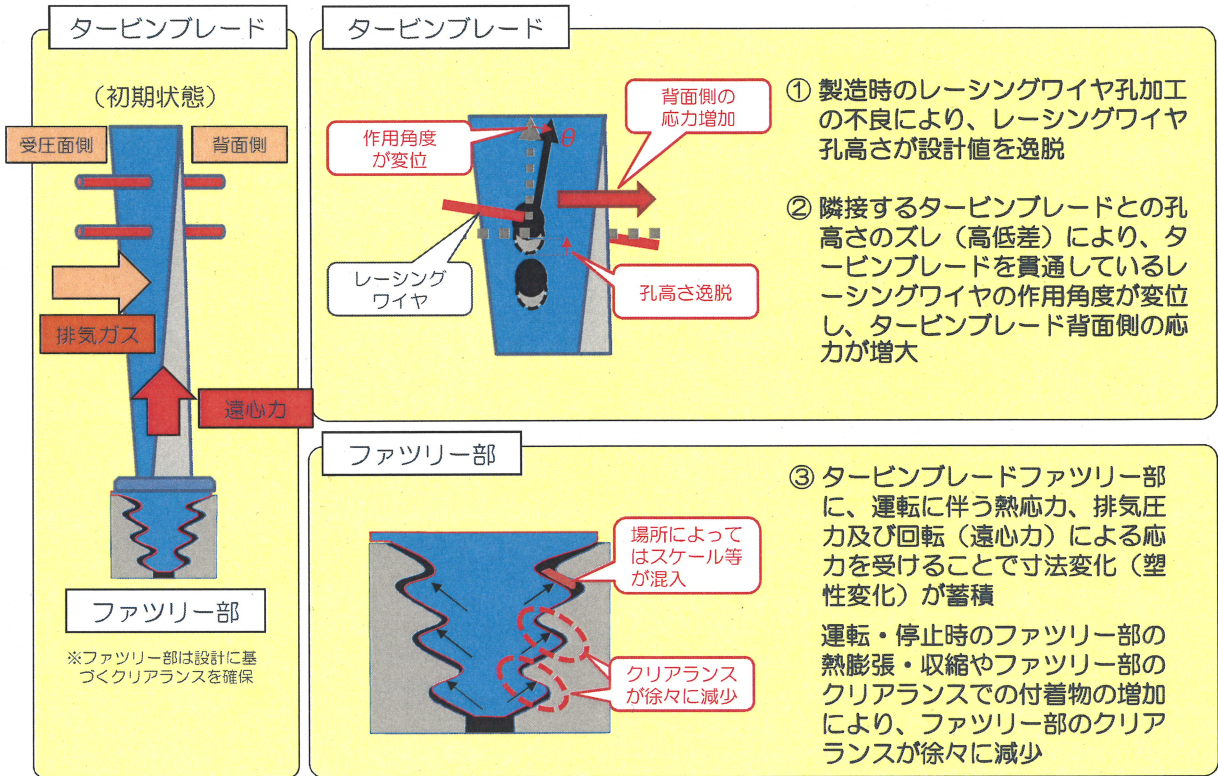 タービンブレード
(初期状態)
受圧面側
背面側
排気ガス
遠心力
ファツリー部
※ファツリー部は設計に基
づくクリアランスを確保
タービンブレード
作用角度
が変位
θ
背面側の
応力増加
レーシング
ワイヤ
孔高さ逸脱
① 製造時のレーシングワイヤ孔加工
の不良により、レーシングワイヤ
孔高さが設計値を逸脱
② 隣接するタービンブレードとの孔
高さのズレ（高低差）により、タ
ービンブレードを貫通しているレ
ーシングワイヤの作用角度が変位
し、タービンブレード背面側の応
力が増大
ファツリー部
場所によって
はスケール等
が混入
クリアランス
が徐々に減少
③ タービンブレードファツリー部
に、運転に伴う熱応力、排気圧
力及び回転（遠心力）による応
力を受けることで寸法変化（塑
性変化）が蓄積
運転・停止時のファツリー部の
熱膨張・収縮やファツリー部の
クリアランスでの付着物の増加
により、ファツリー部のクリア
ランスが徐々に減少